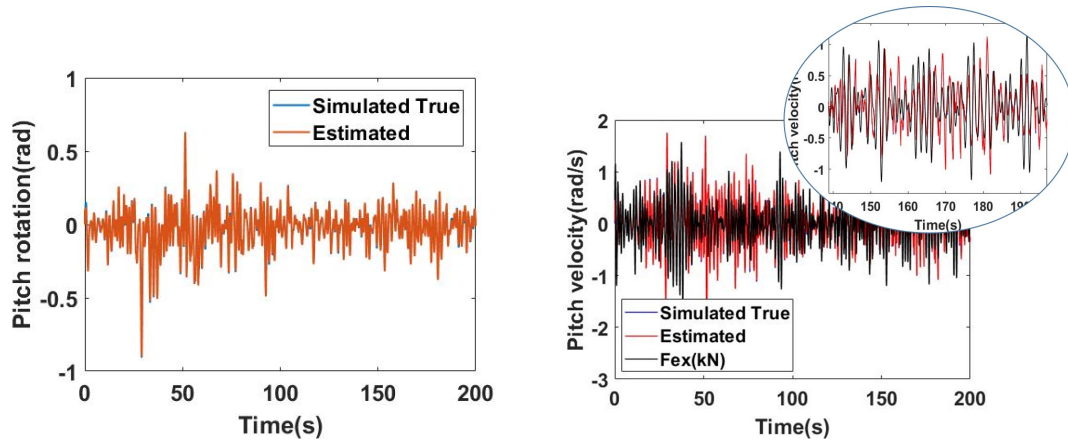 1
0.5
0
-0.5
-1
Pitch rotation(rad)
Simulated True
Estimated
0 50 100 150 200
Time(s)
2
1
0
-1
-2
-3
Pitch velocity(rad/s)
Simulated True
Estimated
Fex(kN)
0 50 100 150 200
Time(s)
1
0.5
0
-0.5
-1
150 160 170 180
Time(s)